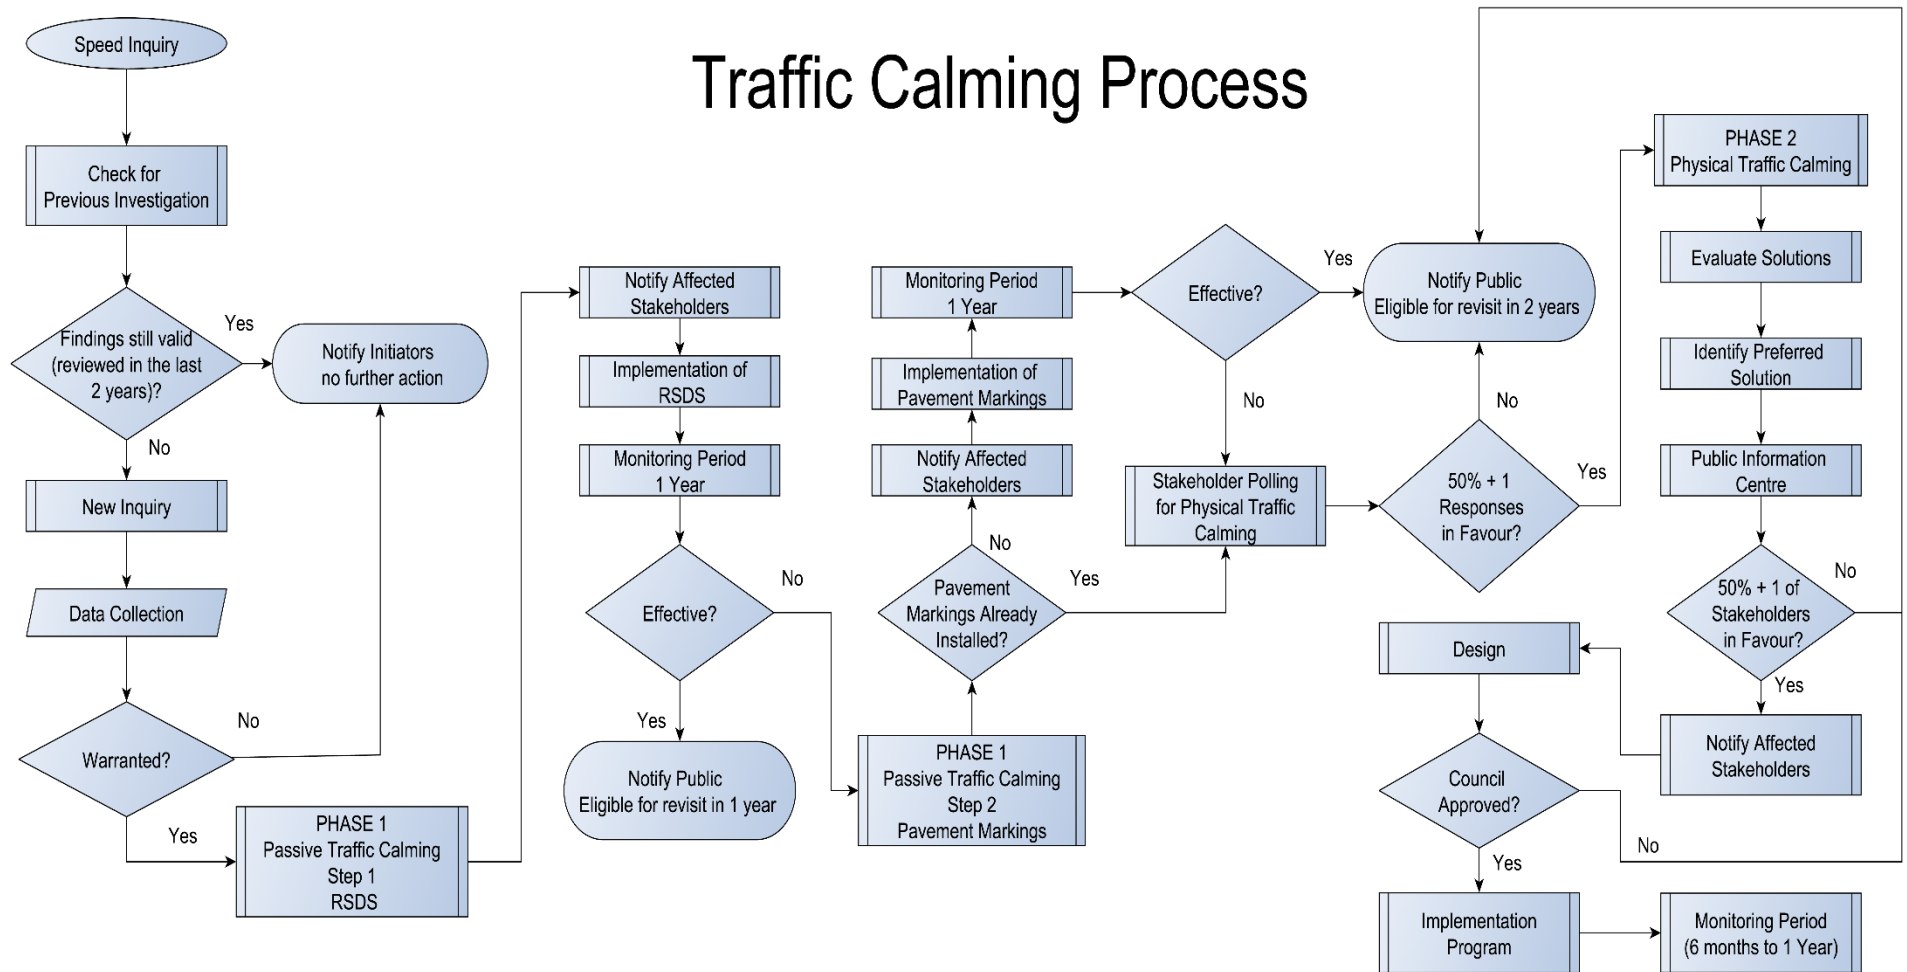 Traffic Calming Process
Speed Inquiry
Check for
Previous Investigation
Findings still valid
(reviewed in the last
2 years)?
Yes
Notify Initiators
no further action
No
New Inquiry
Data Collection
Warranted?
No
Yes
PHASE 1
Passive Traffic Calming
Step 1
RSDS
Notify Affected
Stakeholders
Implementation of
RSDS
Monitoring Period
1 Year
Effective?
No
Yes
Notify Public
Eligible for revisit in 1 year
PHASE 1
Passive Traffic Calming
Step 2
Pavement Markings
Pavement
Markings Already
Installed?
No
Yes
Notify Affected
Stakeholders
Implementation of
Pavement Markings
Monitoring Period
1 Year
Effective?
Yes
No
Notify Public
Eligible for revisit in 2 years
Stakeholder Polling
for Physical Traffic
Calming
50% + 1
Responses
in Favour?
No
Yes
PHASE 2
Physical Traffic Calming
Evaluate Solutions
Identify Preferred
Solution
Public Information
Centre
50% + 1 of
Stakeholders
in Favour?
No
Yes
Notify Affected
Stakeholders
Design
Council
Approved?
No
Yes
Implementation
Program
Monitoring Period
(6 months to 1 Year)